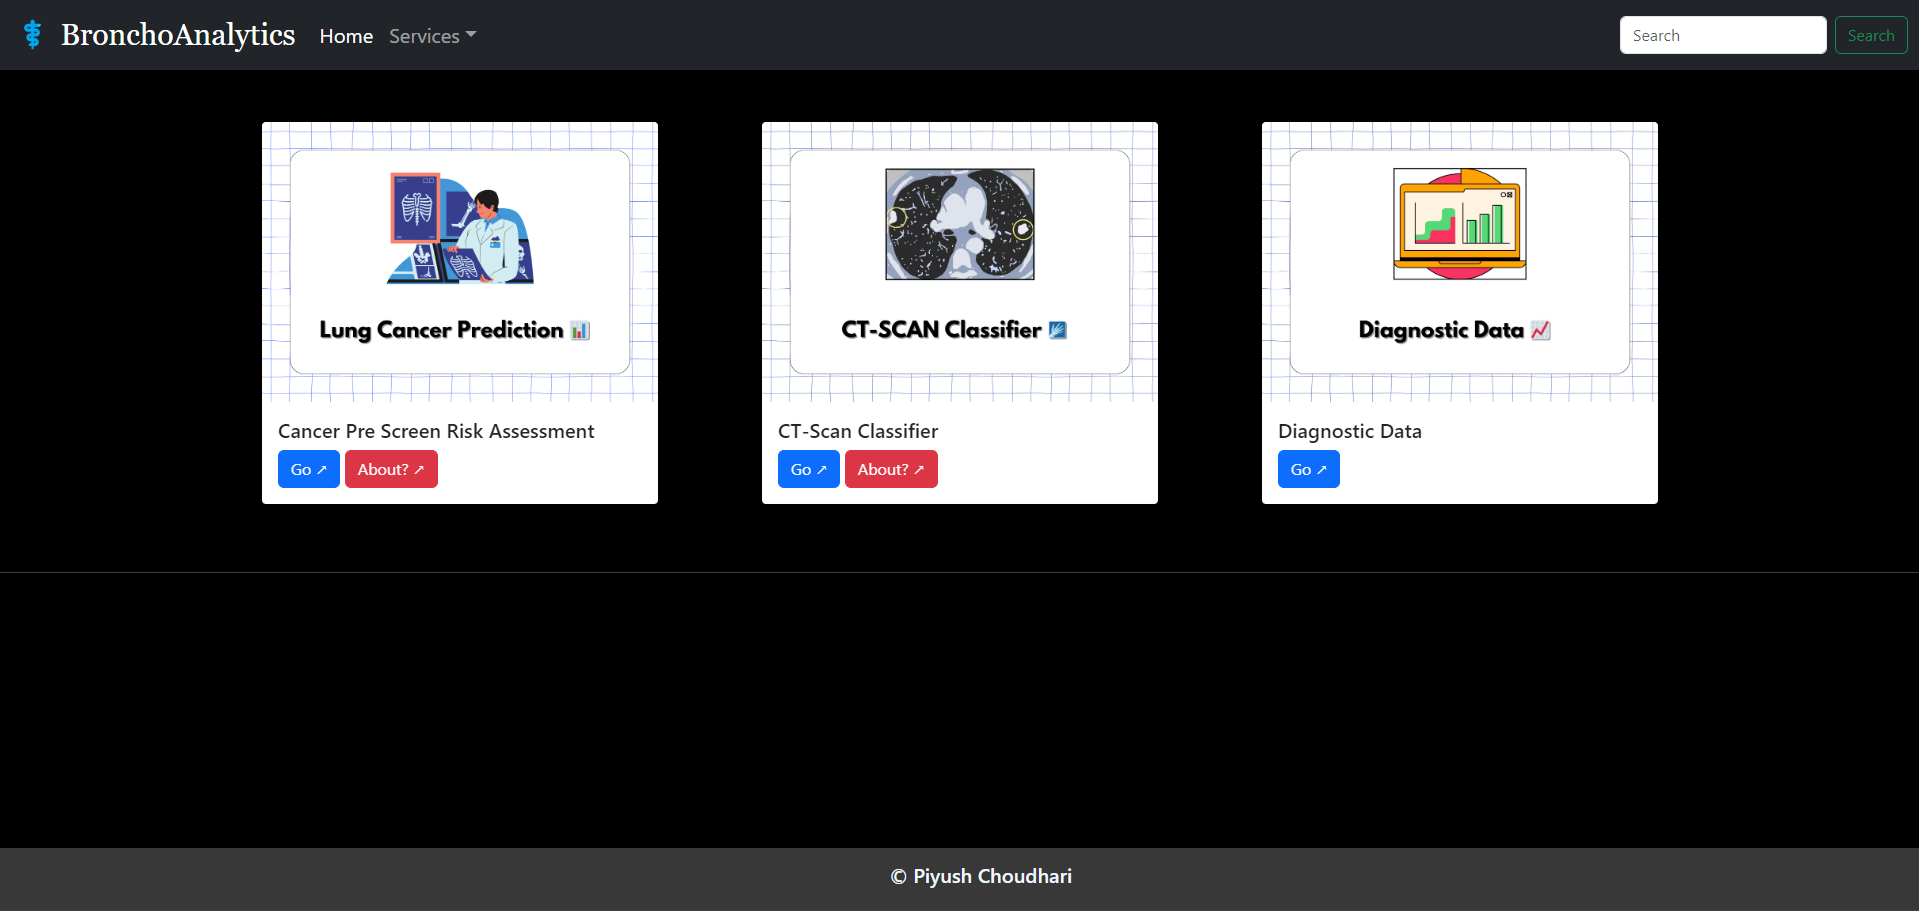 BronchoAnalytics Home Services Search Search
Lung Cancer Prediction 📊
CT-SCAN Classifier
Diagnostic Data 📈
Cancer Pre Screen Risk Assessment
Go ↗ About? ↗
CT-Scan Classifier
Go ↗ About? ↗
Diagnostic Data
Go ↗
© Piyush Choudhari